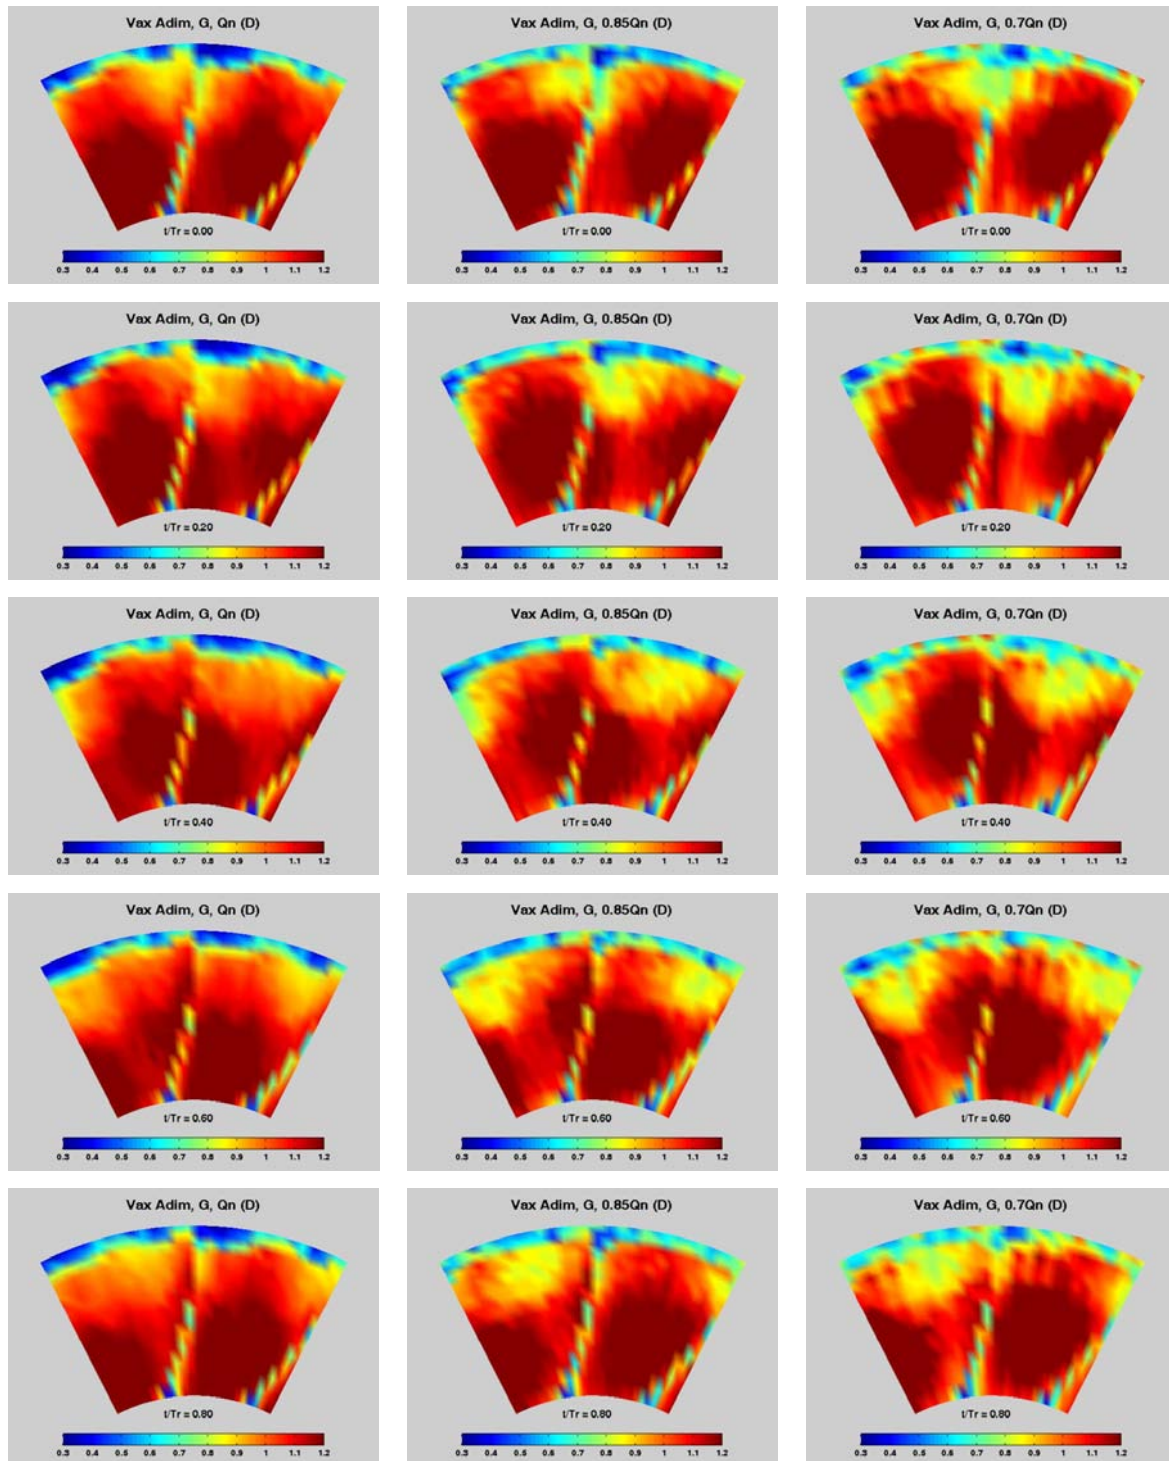 Vax Adim, G, Qn (D)
t/Tr = 0.00
0.3 0.4 0.5 0.6 0.7 0.8 0.9 1 1.1 1.2
Vax Adim, G, 0.85Qn (D)
t/Tr = 0.00
0.3 0.4 0.5 0.6 0.7 0.8 0.9 1 1.1 1.2
Vax Adim, G, 0.7Qn (D)
t/Tr = 0.00
0.3 0.4 0.5 0.6 0.7 0.8 0.9 1 1.1 1.2
Vax Adim, G, Qn (D)
t/Tr = 0.20
0.3 0.4 0.5 0.6 0.7 0.8 0.9 1 1.1 1.2
Vax Adim, G, 0.85Qn (D)
t/Tr = 0.20
0.3 0.4 0.5 0.6 0.7 0.8 0.9 1 1.1 1.2
Vax Adim, G, 0.7Qn (D)
t/Tr = 0.20
0.3 0.4 0.5 0.6 0.7 0.8 0.9 1 1.1 1.2
Vax Adim, G, Qn (D)
t/Tr = 0.40
0.3 0.4 0.5 0.6 0.7 0.8 0.9 1 1.1 1.2
Vax Adim, G, 0.85Qn (D)
t/Tr = 0.40
0.3 0.4 0.5 0.6 0.7 0.8 0.9 1 1.1 1.2
Vax Adim, G, 0.7Qn (D)
t/Tr = 0.40
0.3 0.4 0.5 0.6 0.7 0.8 0.9 1 1.1 1.2
Vax Adim, G, Qn (D)
t/Tr = 0.60
0.3 0.4 0.5 0.6 0.7 0.8 0.9 1 1.1 1.2
Vax Adim, G, 0.85Qn (D)
t/Tr = 0.60
0.3 0.4 0.5 0.6 0.7 0.8 0.9 1 1.1 1.2
Vax Adim, G, 0.7Qn (D)
t/Tr = 0.60
0.3 0.4 0.5 0.6 0.7 0.8 0.9 1 1.1 1.2
Vax Adim, G, Qn (D)
t/Tr = 0.80
0.3 0.4 0.5 0.6 0.7 0.8 0.9 1 1.1 1.2
Vax Adim, G, 0.85Qn (D)
t/Tr = 0.80
0.3 0.4 0.5 0.6 0.7 0.8 0.9 1 1.1 1.2
Vax Adim, G, 0.7Qn (D)
t/Tr = 0.80
0.3 0.4 0.5 0.6 0.7 0.8 0.9 1 1.1 1.2